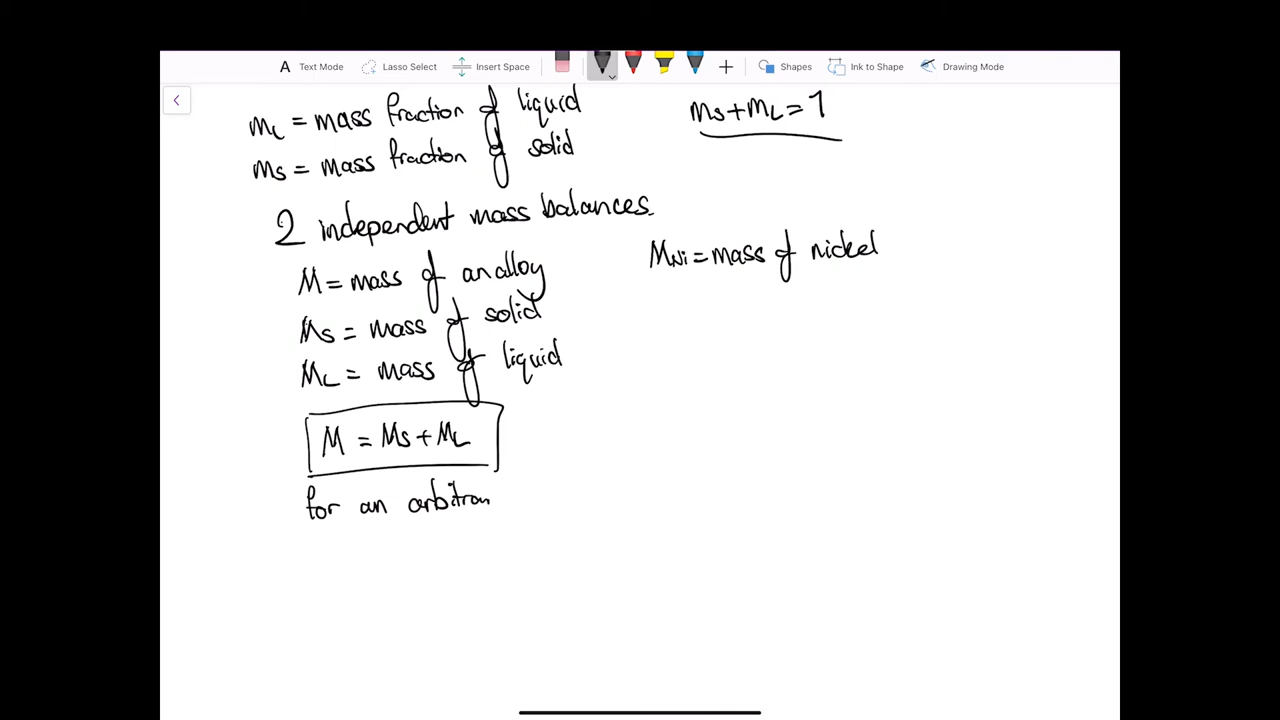 A Text Mode Lasso Select Insert Space Shapes Ink to Shape Drawing Mode
mL = mass fraction of liquid
mS = mass fraction of solid
mS+mL=1
2 independent mass balances.
M = mass of an alloy
MS = mass of solid
ML = mass of liquid
M = MS + ML
for an arbitrar
MNi = mass of nickel